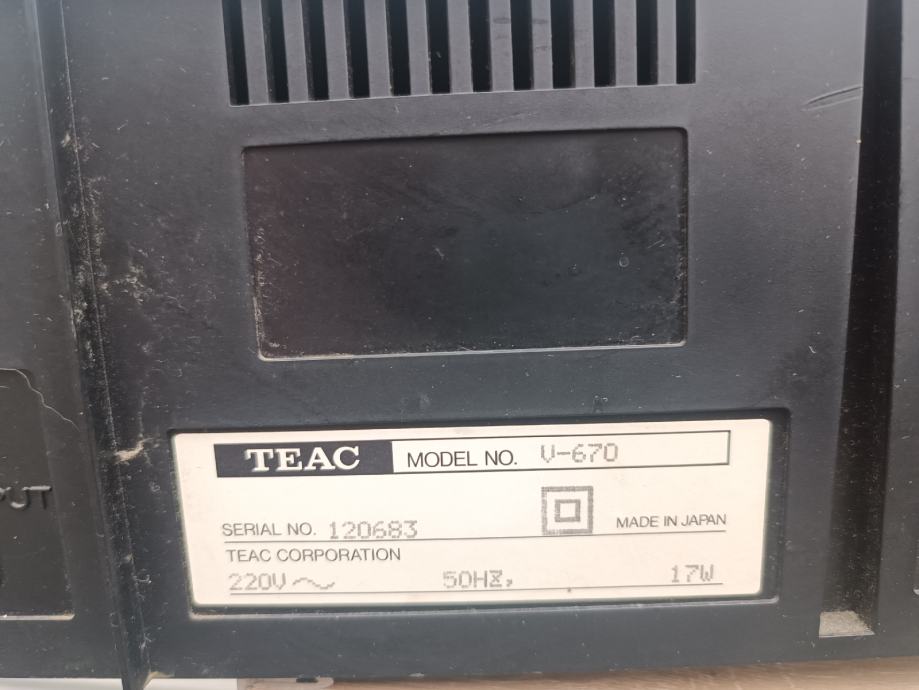 TEAC MODEL NO. V-670
SERIAL NO. 120683 MADE IN JAPAN
TEAC CORPORATION
220V ~ 50HZ, 17W